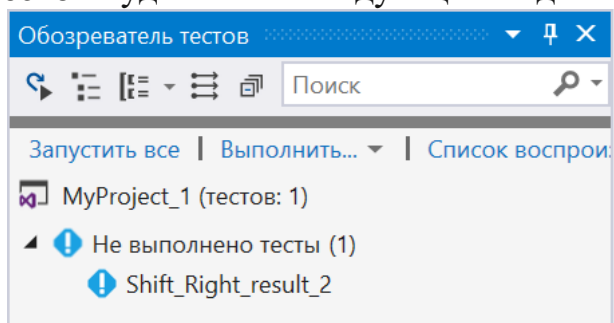 Обозреватель тестов
Поиск
Запустить все | Выполнить... | Список воспрои
MyProject_1 (тестов: 1)
Не выполнено тесты (1)
Shift_Right_result_2